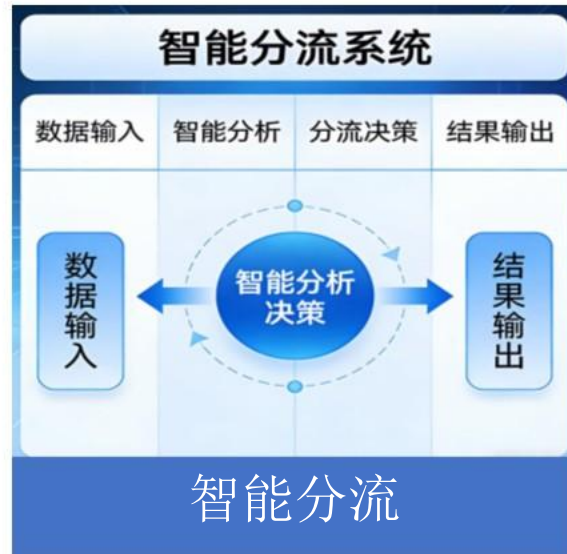 智能分流系统
数据输入
智能分析
分流决策
结果输出
数据输入
智能分析
决策
结果输出
智能分流